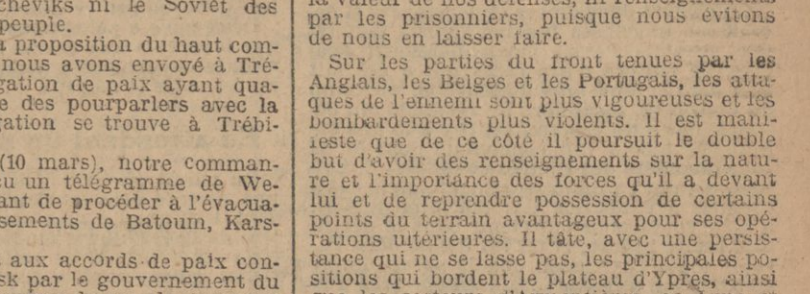 cheviks ni le Soviet des
peuple.
proposition du haut com-
nous avons envoyé à Tré-
gation de paix ayant qua-
e des pourparlers avec la
gation se trouve à Trébi-
(10 mars), notre comman-
u un télégramme de We-
ant de procéder à l'évacua-
sements de Batoum, Kars-
aux accords de paix con-
sk par le gouvernement du
la valeur de nos défenses, ni
par les prisonniers, puisque nous évitons
de nous en laisser faire.
Sur les parties du front tenues par les
Anglais, les Belges et les Portugais, les atta-
ques de l'ennemi sont plus vigoureuses et les
bombardements plus violents. Il est mani-
feste que de ce côté il poursuit le double
but d'avoir des renseignements sur la natu-
re et l'importance des forces qu'il a devant
lui et de reprendre possession de certains
points du terrain avantageux pour ses opé-
rations ultérieures. Il tâte, avec une persis-
tance qui ne se lasse pas, les principales po-
sitions qui bordent le plateau d'Ypres, ainsi